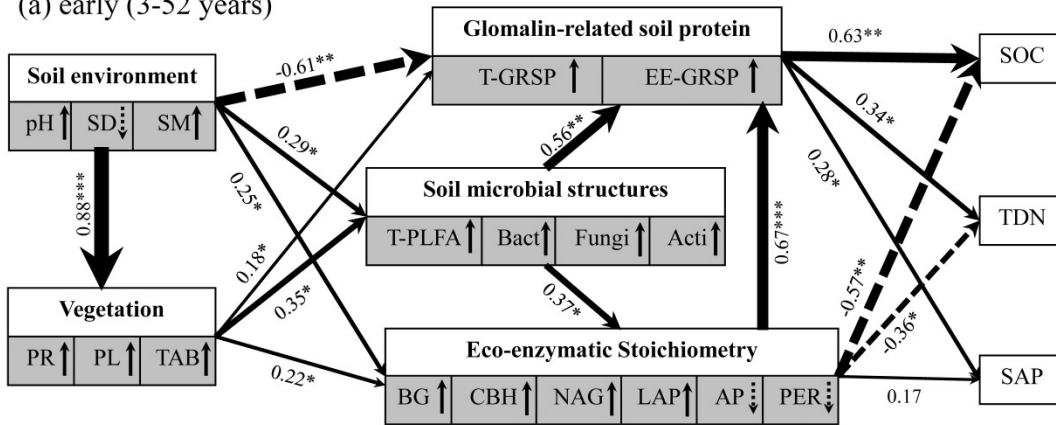 (a) early (3-52 years)
Glomalin-related soil protein
T-GRSP EE-GRSP
Soil environment
pH SD SM
Soil microbial structures
T-PLFA Bact Fungi Acti
Vegetation
PR PL TAB
Eco-enzymatic Stoichiometry
BG CBH NAG LAP AP PER
SOC
TDN
SAP
-0.61**
0.29*
0.25*
0.88***
0.18*
0.35*
0.22*
0.56**
0.37*
0.67***
0.63**
0.34*
0.28*
-0.57**
-0.36*
0.17